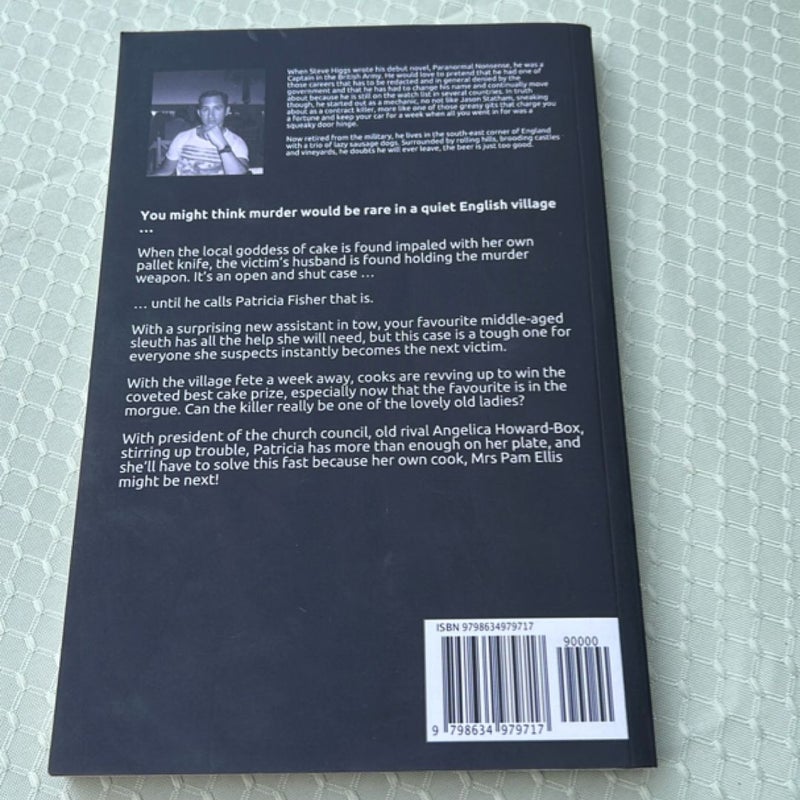 When Steve Higgs wrote his debut novel, Paranormal Nonsense, he was a
Captain in the British Army. He would love to pretend that he had one of
those careers that has to be redacted and in general denied by the
government and that he has had to change his name and continually move
about because he is still on the watch list in several countries. In truth
though, he started out as a mechanic, no not like Jason Statham, sneaking
about as a contract killer, more like one of those greedy gits that charge you
a fortune and keep your car for a week when all you went in for was a
squeaky door hinge.
Now retired from the military, he lives in the south-east corner of England
with a trio of lazy sausage dogs. Surrounded by rolling hills, brooding castles
and vineyards, he doubts he will ever leave, the beer is just too good.
You might think murder would be rare in a quiet English village
...
When the local goddess of cake is found impaled with her own
pallet knife, the victim's husband is found holding the murder
weapon. It's an open and shut case ...
... until he calls Patricia Fisher that is.
With a surprising new assistant in tow, your favourite middle-aged
sleuth has all the help she will need, but this case is a tough one for
everyone she suspects instantly becomes the next victim.
With the village fete a week away, cooks are revving up to win the
coveted best cake prize, especially now that the favourite is in the
morgue. Can the killer really be one of the lovely old ladies?
With president of the church council, old rival Angelica Howard-Box,
stirring up trouble, Patricia has more than enough on her plate, and
she'll have to solve this fast because her own cook, Mrs Pam Ellis
might be next!
ISBN 9798634979717
90000
9 798634 979717